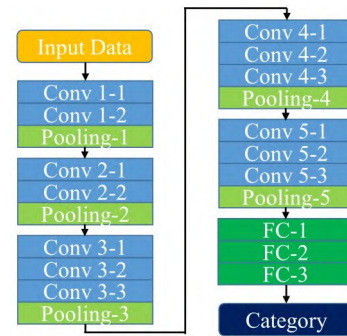 Input Data
Conv 1-1
Conv 1-2
Pooling-1
Conv 2-1
Conv 2-2
Pooling-2
Conv 3-1
Conv 3-2
Conv 3-3
Pooling-3
Conv 4-1
Conv 4-2
Conv 4-3
Pooling-4
Conv 5-1
Conv 5-2
Conv 5-3
Pooling-5
FC-1
FC-2
FC-3
Category